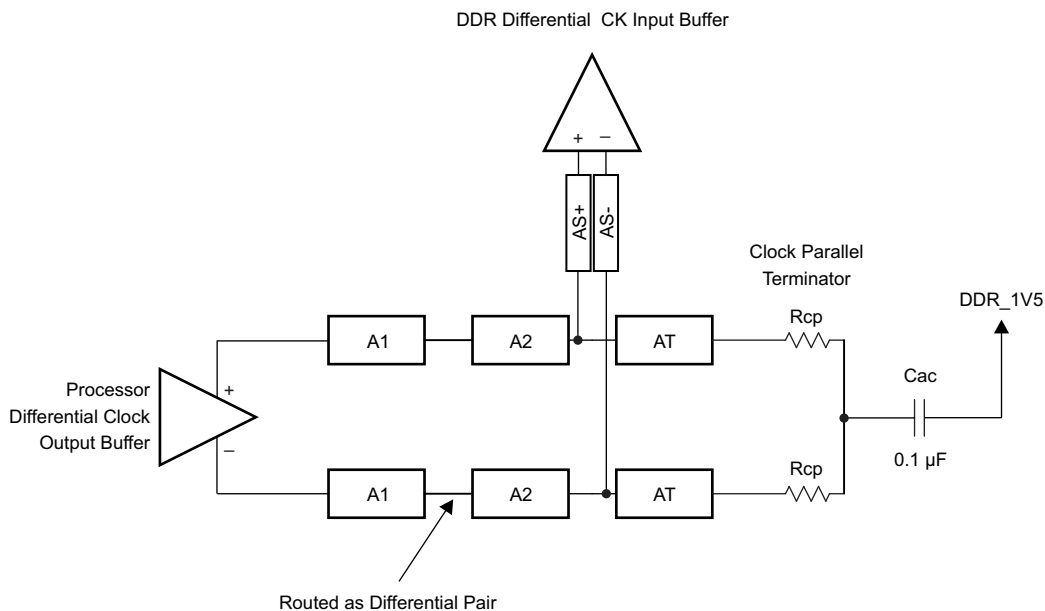 DDR Differential CK Input Buffer
+ −
AS+
AS-
Clock Parallel
Terminator
DDR_1V5
Rcp
A1
A2
AT
Cac
Processor
Differential Clock
Output Buffer
+
−
0.1 µF
Rcp
A1
A2
AT
Routed as Differential Pair